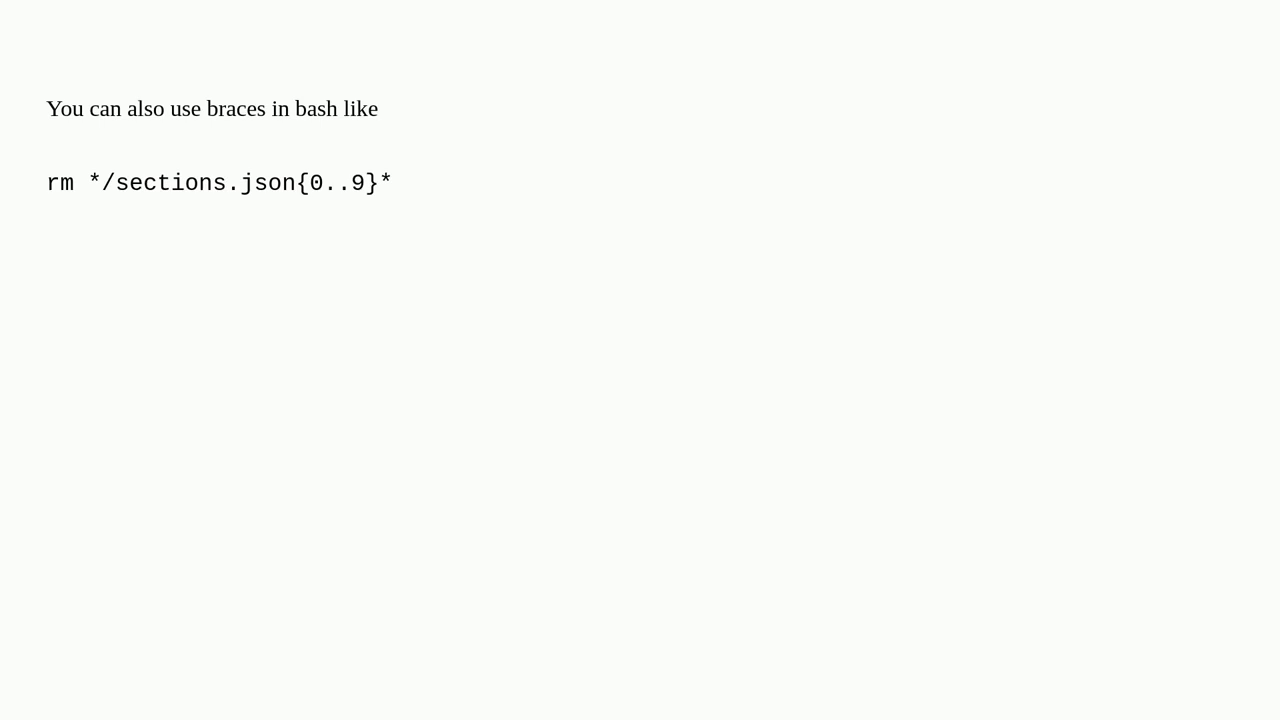 You can also use braces in bash like
rm */sections.json{0..9}*